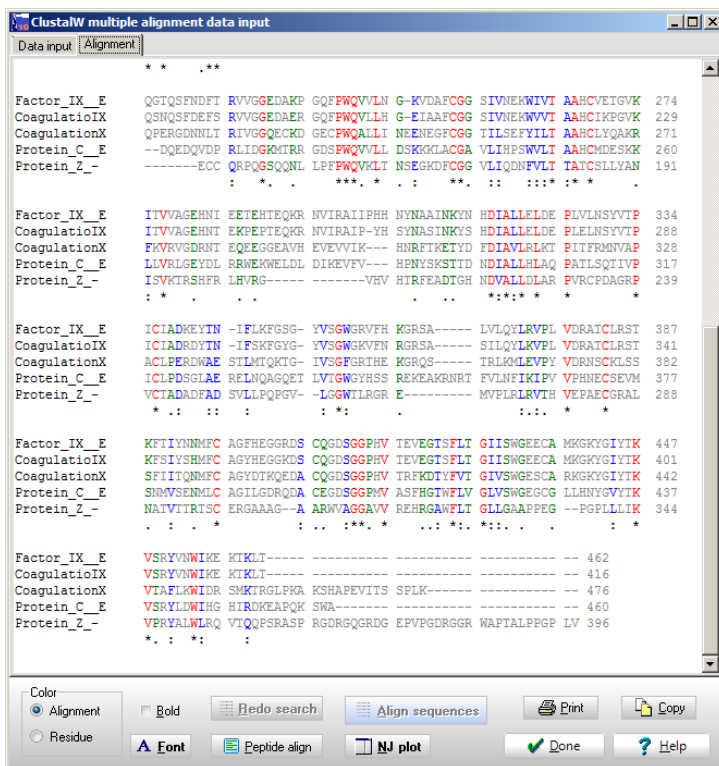 ClustalW multiple alignment data input
Data input Alignment
* * .**
Factor_IX__E QGTQSFNDFT RVVGGEDAKP GQFPWQVVLN G-KVDAFCGG SIVNEKWIVT AAHCVETGVK 274
CoagulatioIX QSNQSFDEFS RVVGGEDAER GQFPWQVLLH G-EIAAFCGG SIVNEKWVVT AAHCIKPGVK 229
CoagulationX QPERGDNNLT RIVGGQECKD GECPWQALLI NEENEGFCGG TILSEFYILT AAHCLYQAKR 271
Protein_C__E --DQEDQVDP RLIDGKMTRR GDSPWQVVLL DSKKKLACGA VLIHPSWVLT AAHCMDESKK 260
Protein_Z_- -------ECC QRPQGSQQNL LPFPWQVKLT NSEGKDFCGG VLIQDNFVLT TATCSLLYAN 191
: *. . ***. * . : **. :: :::* :* * .
Factor_IX__E ITVVAGEHNI EETEHTEQKR NVIRAIIPHH NYNAAINKYN HDIALLELDE PLVLNSYVTP 334
CoagulatioIX ITVVAGEHNT EKPEPTEQKR NVIRAIP-YH SYNASINKYS HDIALLELDE PLELNSYVTP 288
CoagulationX FKVRVGDRNT EQEEGGEAVH EVEVVIK--- HNRFTKETYD FDIAVLRLKT PITFRMNVAP 328
Protein_C__E LLVRLGEYDL RRWEKWELDL DIKEVFV--- HPNYSKSTTD NDIALLHLAQ PATLSQTIVP 317
Protein_Z_- ISVKTRSHFR LHVRG----- -----VHV-H TRFEADTGHN DVALLDLAR PVRCPDAGRP 239
: * . . . . *:*:* * * *
Factor_IX__E ICIADKEYTN -IFLKFGSG- YVSGWGRVFH KGRSA----- LVLQYLRVPL VDRATCLRST 387
CoagulatioIX ICIADRDYTN -IFSKFGYG- YVSGWGKVFN RGRSA----- SILQYLKVPL VDRATCLRST 341
CoagulationX ACLPERDWAE STLMTQKTG- IVSGFGRTHE KGRQS----- TRLKMLEVPY VDRNSCKLSS 382
Protein_C__E ICLPDSGLAE RELNQAGQET LVTGWGYHSS REKEAKRNRT FVLNFIKIPV VPHNECSEVM 377
Protein_Z_- VCTADADFAD SVLLPQPGV- -LGGWTLRGR E--------- MVPLRLRVTH VEPAECGRAL 288
* .: :: : : *: . :.:. * *
Factor_IX__E KFTIYNNMFC AGFHEGGRDS CQGDSGGPHV TEVEGTSFLT GIISWGEECA MKGKYGIYTK 447
CoagulatioIX KFSIYSHMFC AGYHEGGKDS CQGDSGGPHV TEVEGTSFLT GIISWGEECA MKGKYGIYTK 401
CoagulationX SFIITQNMFC AGYDTKQEDA CQGDSGGPHV TRFKDTYFVT GIVSWGESCA RKGKYGIYTK 442
Protein_C__E SNMVSENMLC AGILGDRQDA CEGDSGGPMV ASFHGTWFLV GLVSWGEGCG LLHNYGVYTK 437
Protein_Z_- NATVTTRTSC ERGAAAG--A ARWVAGGAVV REHRGAWFLT GLLGAAPPEG --PGPLLLIK 344
. : . * : .. :**. * ..: :*. *::. . : *
Factor_IX__E VSRYVNWIKE KTKLT----- ---------- ---------- ---------- -- 462
CoagulatioIX VSRYVNWIKE KTKLT----- ---------- ---------- ---------- -- 416
CoagulationX VTAFLKWIDR SMKTRGLPKA KSHAPEVITS SPLK------ ---------- -- 476
Protein_C__E VSRYLDWIHG HIRDKEAPQK SWA------- ---------- ---------- -- 460
Protein_Z_- VPRYALWLRQ VTQQPSRASP RGDRGQGRDG EPVPGDRGGR WAPTALPPGP LV 396
*. : *: :
Color
Alignment
Residue
Bold
Redo search
Align sequences
Print
Copy
A Font
Peptide align
NJ plot
Done
Help